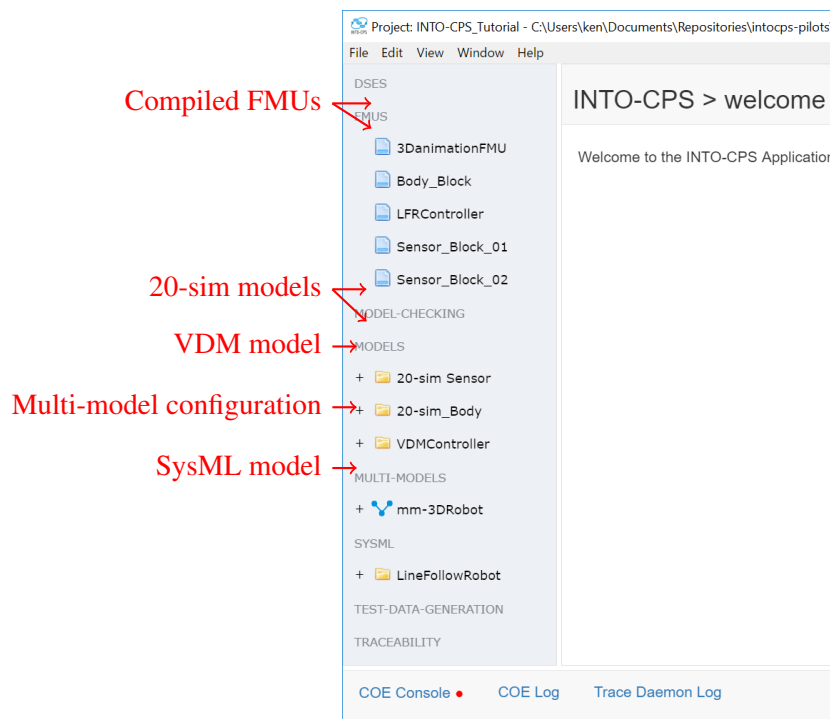 Project: INTO-CPS_Tutorial - C:\Users\ken\Documents\Repositories\intocps-pilots\
File Edit View Window Help
DSES
Compiled FMUs
FMUS
INTO-CPS > welcome
3DanimationFMU
Welcome to the INTO-CPS Application
Body_Block
LFRController
Sensor_Block_01
Sensor_Block_02
20-sim models
MODEL-CHECKING
VDM model
MODELS
+ 20-sim Sensor
Multi-model configuration
+ 20-sim_Body
+ VDMController
SysML model
MULTI-MODELS
+ mm-3DRobot
SYSML
+ LineFollowRobot
TEST-DATA-GENERATION
TRACEABILITY
COE Console COE Log Trace Daemon Log